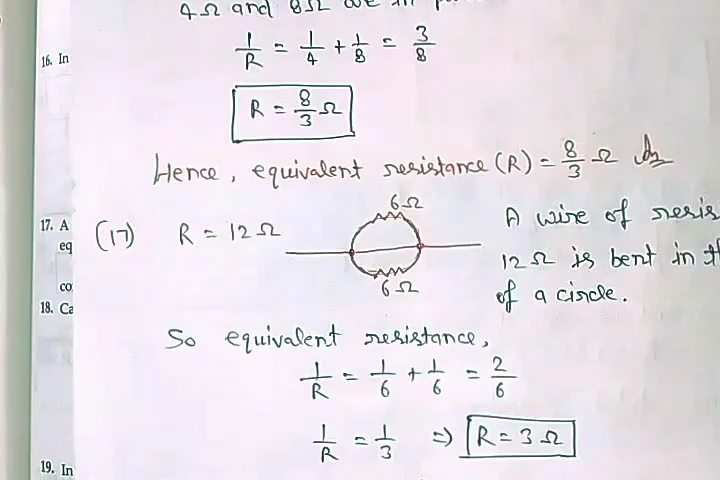 4Ω and 8Ω are in
16. In
1/R = 1/4 + 1/8 = 3/8
R = 8/3 Ω
Hence, equivalent resistance (R) = 8/3 Ω
17. A
eq
co
(17) R = 12Ω
6Ω
6Ω
A wire of resis
12Ω is bent in th
of a circle.
18. Ca
So equivalent resistance,
1/R = 1/6 + 1/6 = 2/6
1/R = 1/3 => R = 3Ω
19. In